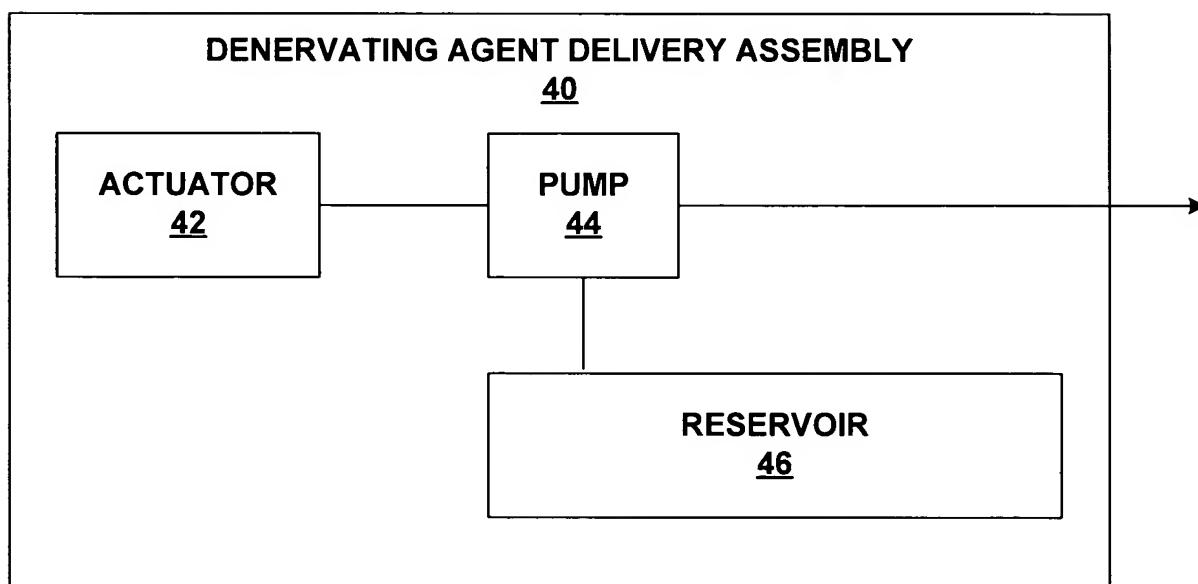 DENERVATING AGENT DELIVERY ASSEMBLY
40
ACTUATOR
42
PUMP
44
RESERVOIR
46